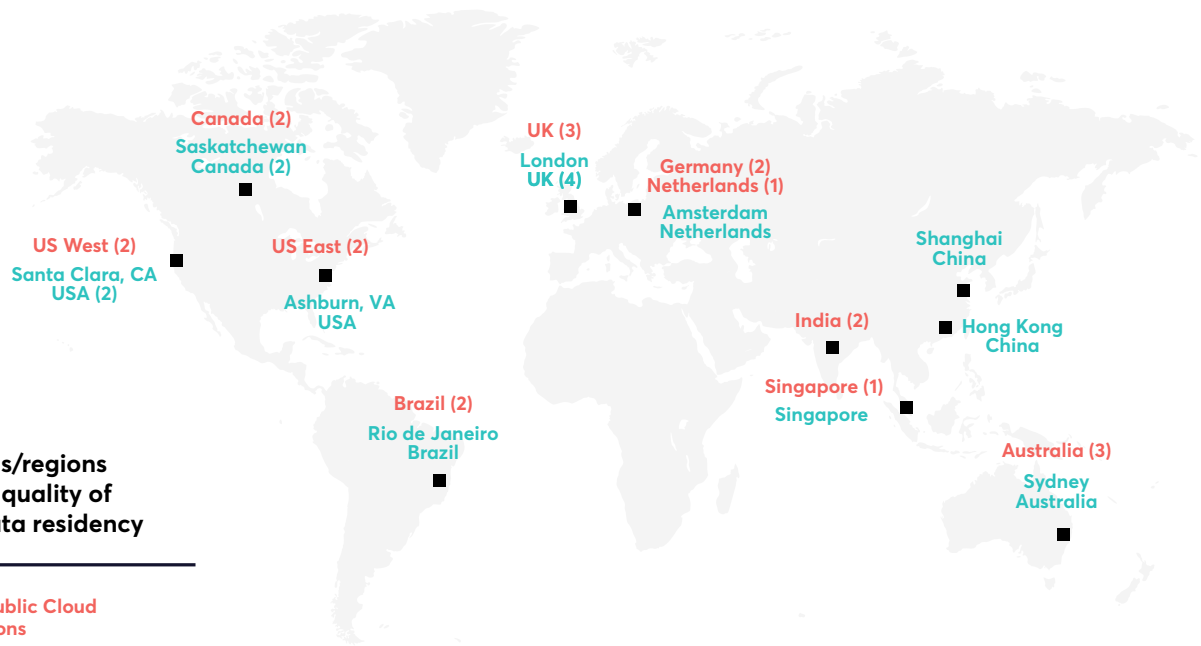 Canada (2)
Saskatchewan
Canada (2)
UK (3)
London
UK (4)
Germany (2)
Netherlands (1)
Amsterdam
Netherlands
US West (2)
Santa Clara, CA
USA (2)
US East (2)
Ashburn, VA
USA
Shanghai
China
Hong Kong
China
India (2)
Singapore (1)
Singapore
Brazil (2)
Rio de Janeiro
Brazil
Australia (3)
Sydney
Australia
s/regions
quality of
ta residency
ublic Cloud
ons